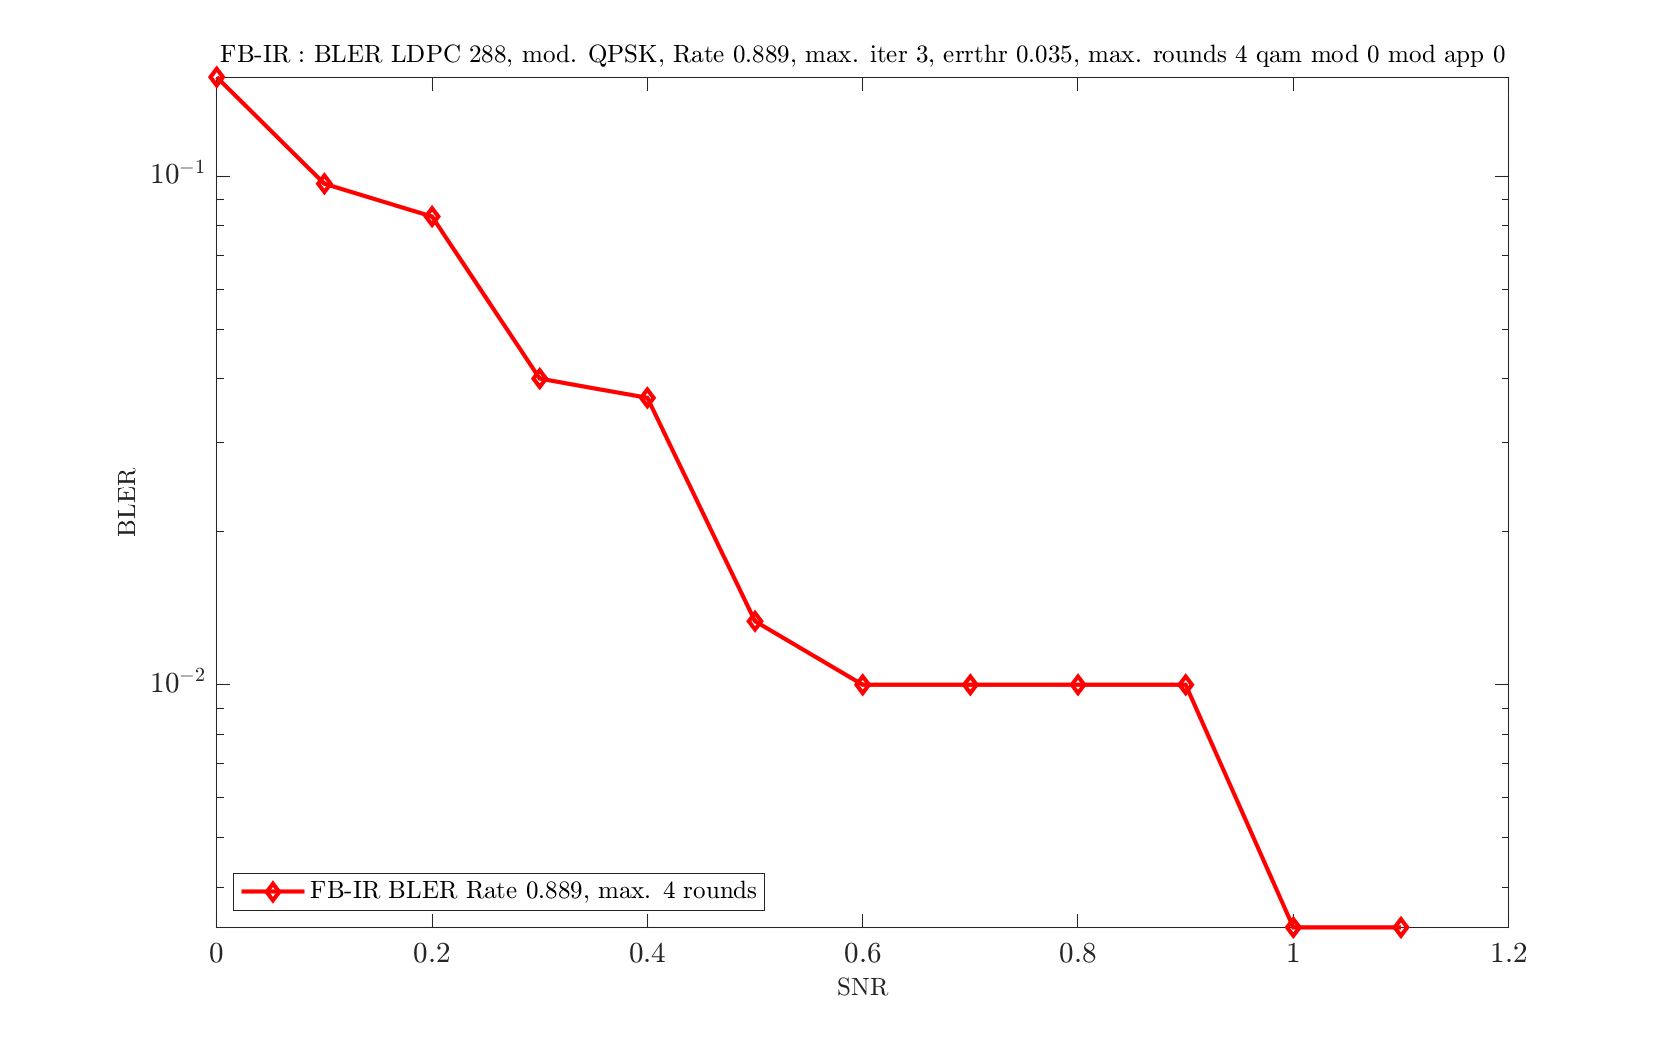 FB-IR : BLER LDPC 288, mod. QPSK, Rate 0.889, max. iter 3, errthr 0.035, max. rounds 4 qam mod 0 mod app 0
10⁻¹
BLER
10⁻²
FB-IR BLER Rate 0.889, max. 4 rounds
0 0.2 0.4 0.6 0.8 1 1.2
SNR